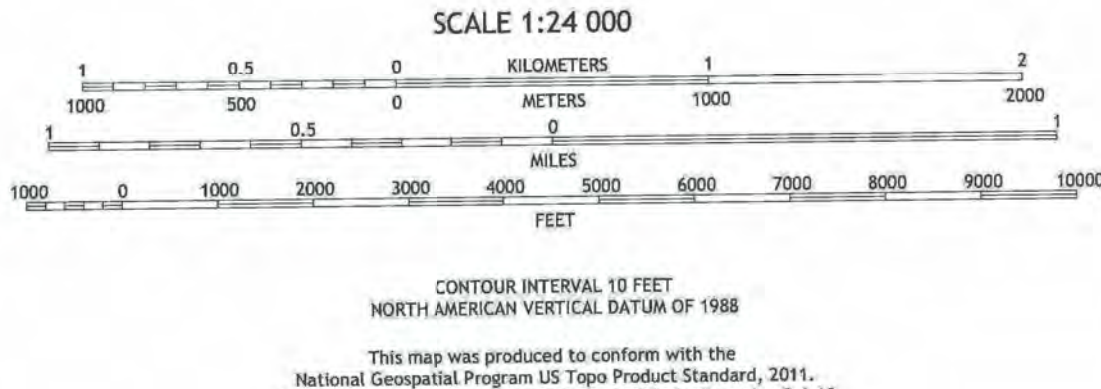 SCALE 1:24 000
1 0.5 0 KILOMETERS 1 2
1000 500 0 METERS 1000 2000
1 0.5 0 1
MILES
1000 0 1000 2000 3000 4000 5000 6000 7000 8000 9000 10000
FEET
CONTOUR INTERVAL 10 FEET
NORTH AMERICAN VERTICAL DATUM OF 1988
This map was produced to conform with the
National Geospatial Program US Topo Product Standard, 2011.